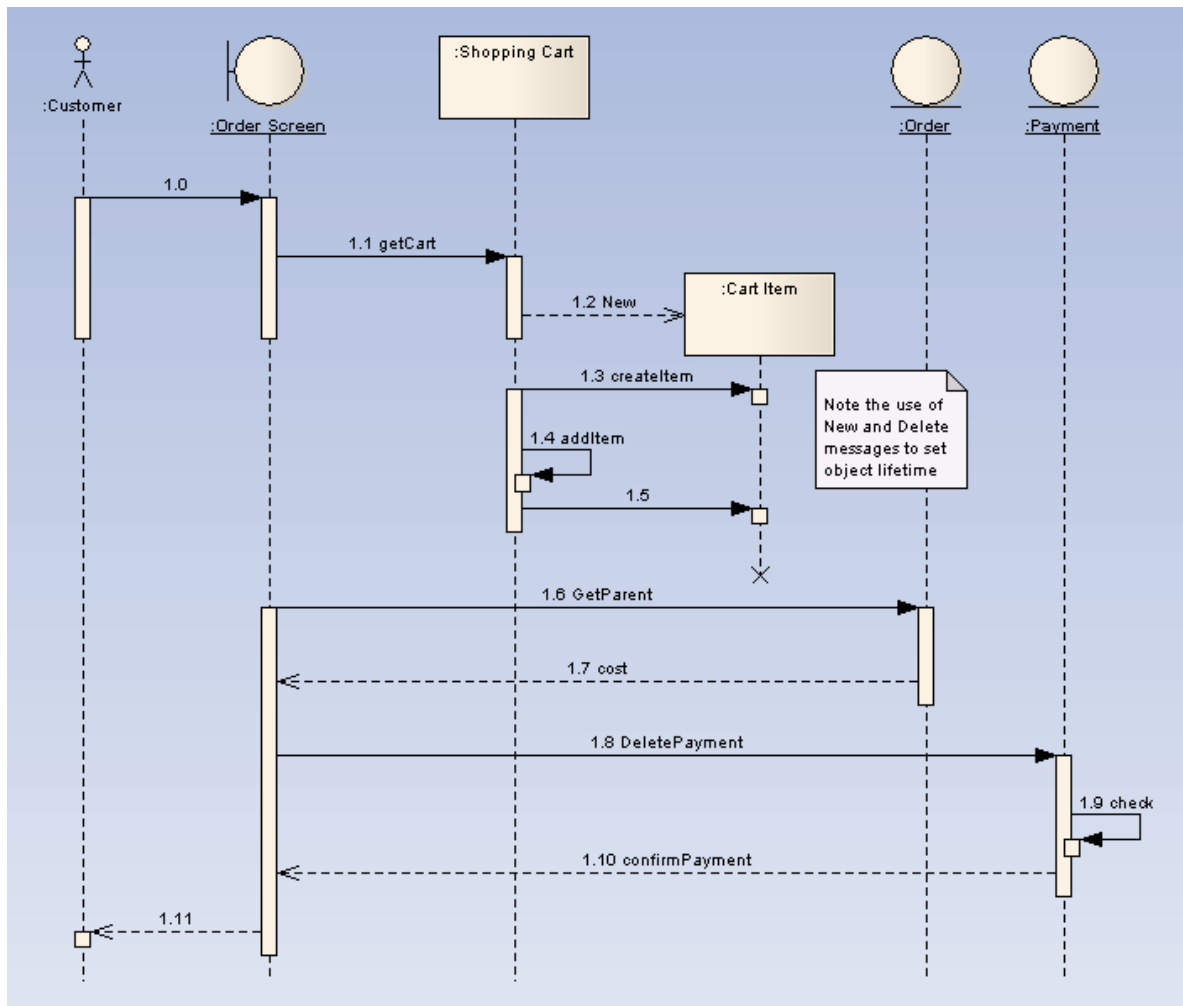 :Shopping Cart
:Customer
:Order Screen
:Order
:Payment
1.0
1.1 getCart
:Cart Item
1.2 New
1.3 createItem
Note the use of
New and Delete
messages to set
object lifetime
1.4 addItem
1.5
1.6 GetParent
1.7 cost
1.8 DeletePayment
1.9 check
1.10 confirmPayment
1.11